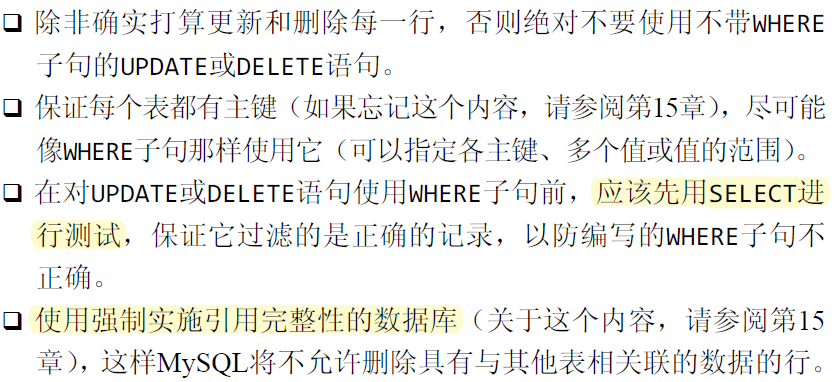 ❑ 除非确实打算更新和删除每一行，否则绝对不要使用不带WHERE
子句的UPDATE或DELETE语句。
❑ 保证每个表都有主键（如果忘记这个内容，请参阅第15章），尽可能
像WHERE子句那样使用它（可以指定各主键、多个值或值的范围）。
❑ 在对UPDATE或DELETE语句使用WHERE子句前，应该先用SELECT进
行测试，保证它过滤的是正确的记录，以防编写的WHERE子句不
正确。
❑ 使用强制实施引用完整性的数据库（关于这个内容，请参阅第15
章），这样MySQL将不允许删除具有与其他表相关联的数据的行。